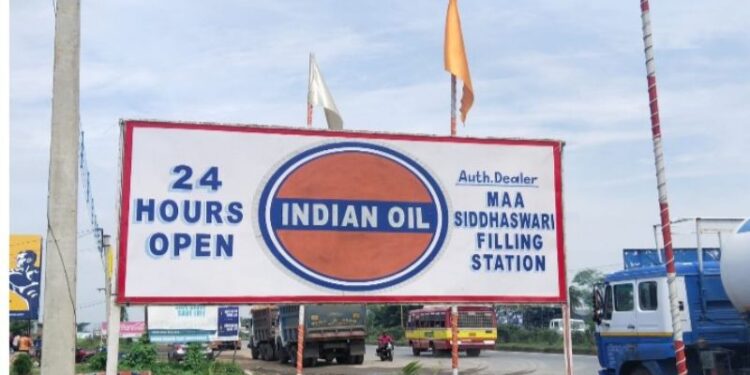 24
HOURS
OPEN
INDIAN OIL
Auth. Dealer
MAA
SIDDHASWARI
FILLING
STATION